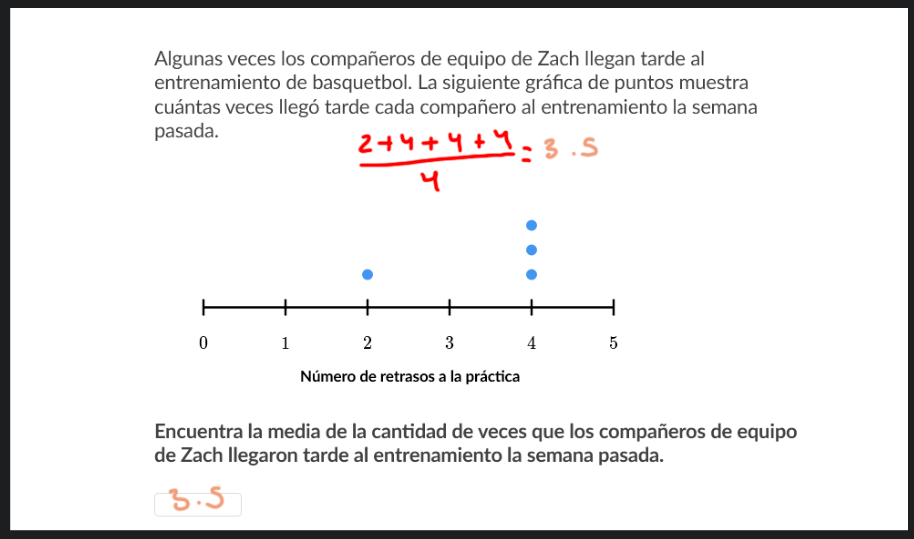 Algunas veces los compañeros de equipo de Zach llegan tarde al
entrenamiento de basquetbol. La siguiente gráfica de puntos muestra
cuántas veces llegó tarde cada compañero al entrenamiento la semana
pasada.
2+4+4+4
= 3.5
4
0 1 2 3 4 5
Número de retrasos a la práctica
Encuentra la media de la cantidad de veces que los compañeros de equipo
de Zach llegaron tarde al entrenamiento la semana pasada.
3.5